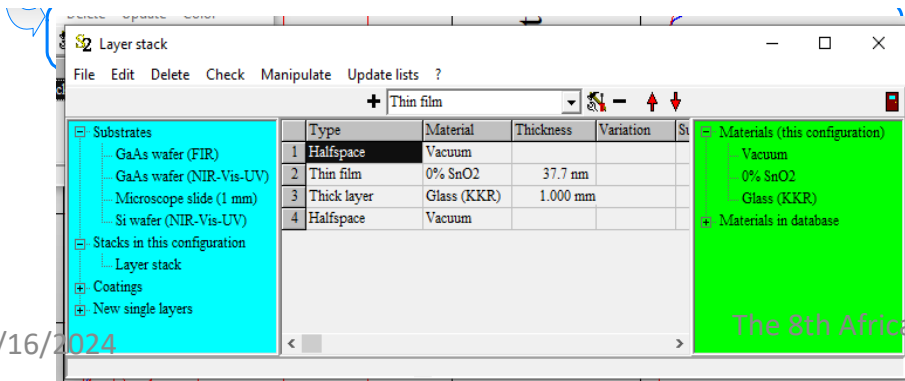 Delete Update Color
Layer stack
File Edit Delete Check Manipulate Update lists ?
Thin film
Substrates
GaAs wafer (FIR)
GaAs wafer (NIR-Vis-UV)
Microscope slide (1 mm)
Si wafer (NIR-Vis-UV)
Stacks in this configuration
Layer stack
Coatings
New single layers
Type Material Thickness Variation
1 Halfspace Vacuum
2 Thin film 0% SnO2 37.7 nm
3 Thick layer Glass (KKR) 1.000 mm
4 Halfspace Vacuum
Materials (this configuration)
Vacuum
0% SnO2
Glass (KKR)
Materials in database
/16/2024
The 8th Africa